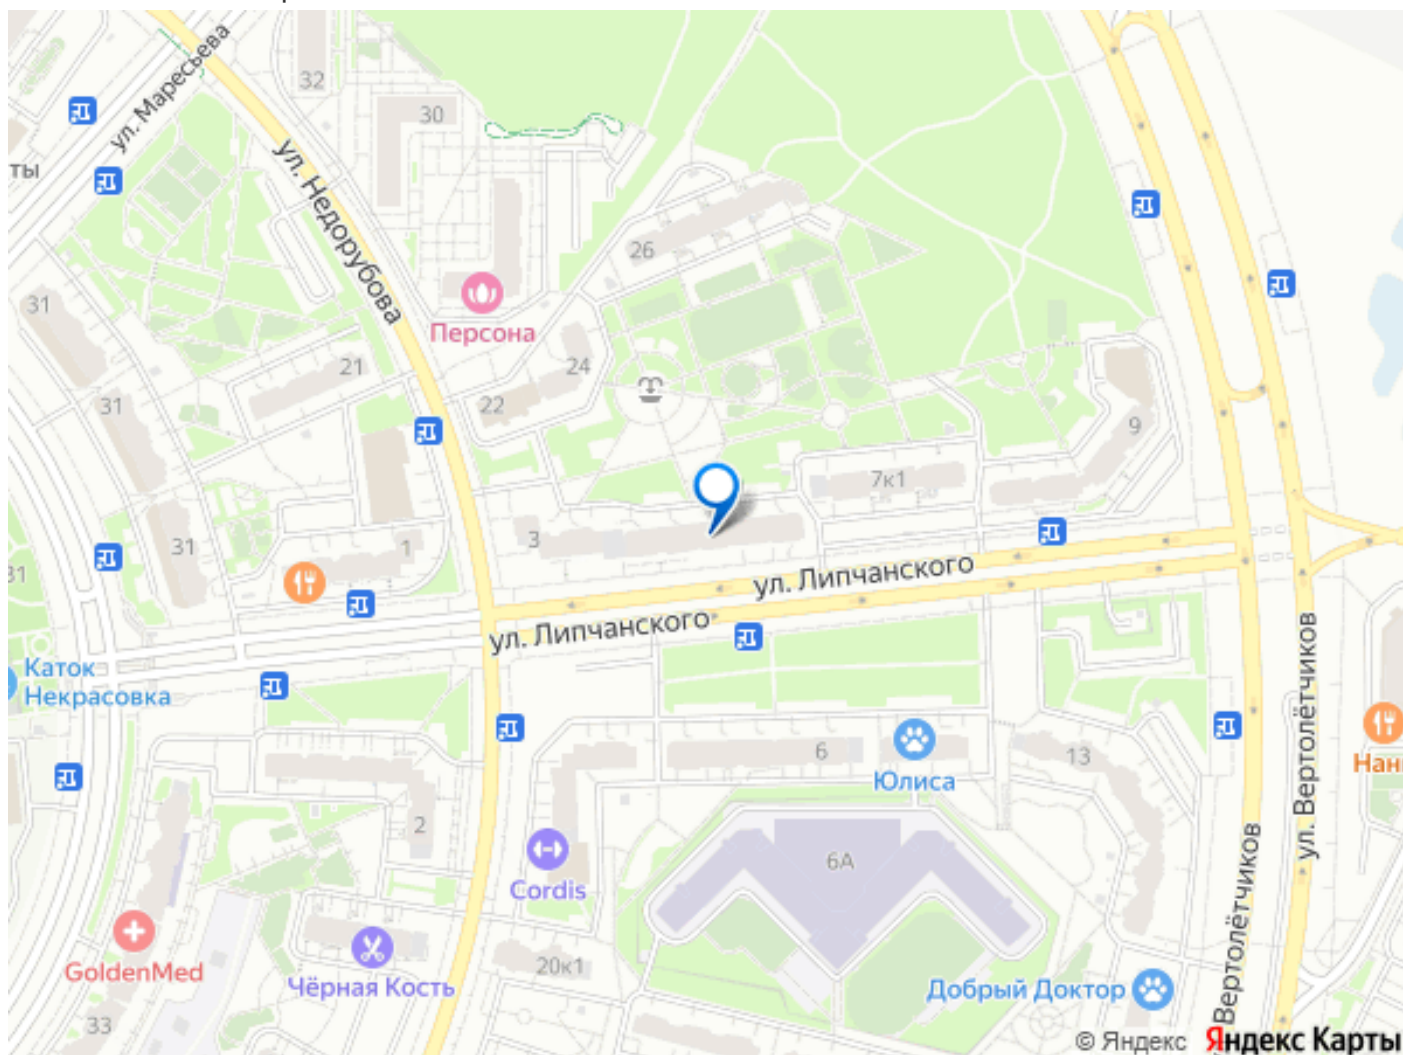 32
ул. Маресьева
30
ты
ул. Недорубова
26
31
Персона
21
24
31
22
9
7к1
31
1
3
31
ул. Липчанского
ул. Липчанского
Каток
Некрасовка
ул. Вертолётчиков
6
13
Юлиса
Нани
2
6А
Cordis
Вертолётчиков
GoldenMed
20к1
Чёрная Кость
Добрый Доктор
33
© Яндекс Яндекс Карты